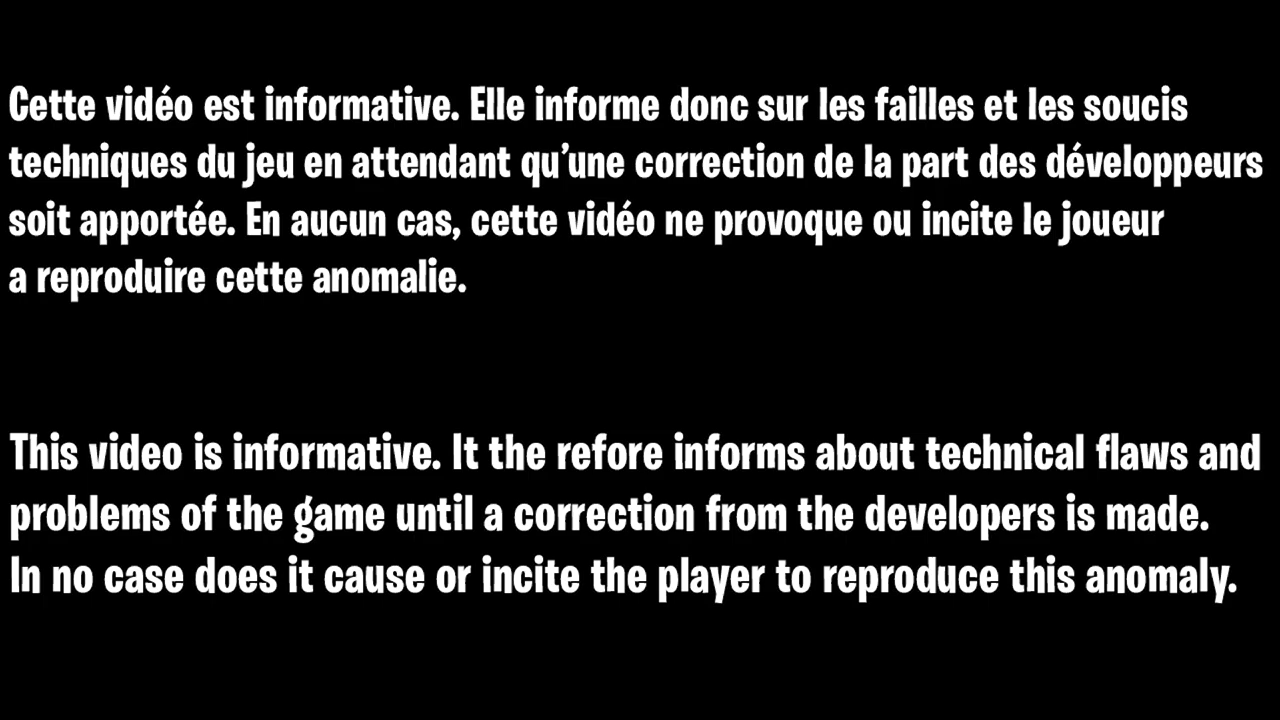 Cette vidéo est informative. Elle informe donc sur les failles et les soucis
techniques du jeu en attendant qu’une correction de la part des développeurs
soit apportée. En aucun cas, cette vidéo ne provoque ou incite le joueur
a reproduire cette anomalie.
This video is informative. It the refore informs about technical flaws and
problems of the game until a correction from the developers is made.
In no case does it cause or incite the player to reproduce this anomaly.